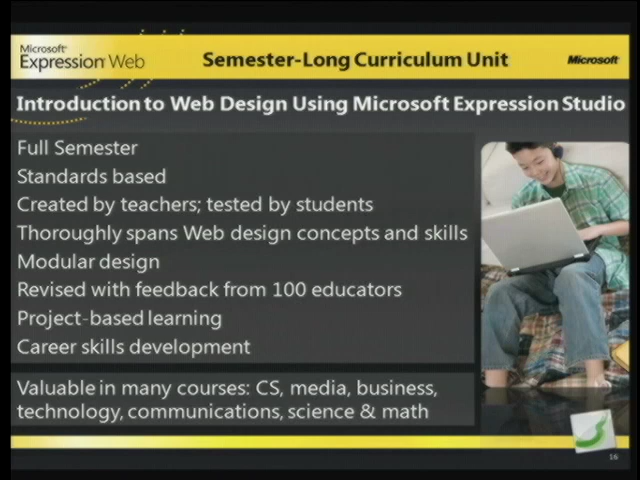 Microsoft®
Expression® Web
Semester-Long Curriculum Unit
Microsoft®
Introduction to Web Design Using Microsoft Expression Studio
Full Semester
Standards based
Created by teachers; tested by students
Thoroughly spans Web design concepts and skills
Modular design
Revised with feedback from 100 educators
Project-based learning
Career skills development
Valuable in many courses: CS, media, business,
technology, communications, science & math
16